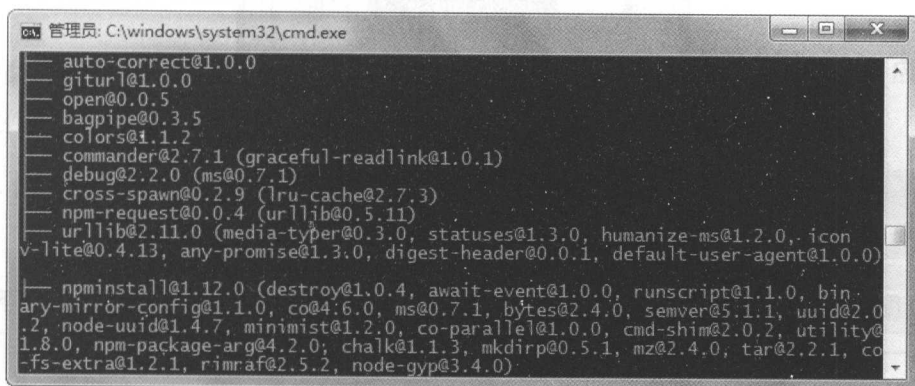 管理员: C:\windows\system32\cmd.exe
├── auto-correct@1.0.0
├── giturl@1.0.0
├── open@0.0.5
├── bagpipe@0.3.5
├── colors@1.1.2
├── commander@2.7.1 (graceful-readlink@1.0.1)
├── debug@2.2.0 (ms@0.7.1)
├── cross-spawn@0.2.9 (lru-cache@2.7.3)
├── npm-request@0.0.4 (urllib@0.5.11)
├── urllib@2.11.0 (media-typer@0.3.0, statuses@1.3.0, humanize-ms@1.2.0, icon
v-lite@0.4.13, any-promise@1.3.0, digest-header@0.0.1, default-user-agent@1.0.0)
├── npminstall@1.12.0 (destroy@1.0.4, await-event@1.0.0, runscript@1.1.0, bin
ary-mirror-config@1.1.0, co@4.6.0, ms@0.7.1, bytes@2.4.0, semver@5.1.1, uuid@2.0
.2, node-uuid@1.4.7, minimist@1.2.0, co-parallel@1.0.0, cmd-shim@2.0.2, utility@
1.8.0, npm-package-arg@4.2.0, chalk@1.1.3, mkdirp@0.5.1, mz@2.4.0, tar@2.2.1, co
-fs-extra@1.2.1, rimraf@2.5.2, node-gyp@3.4.0)